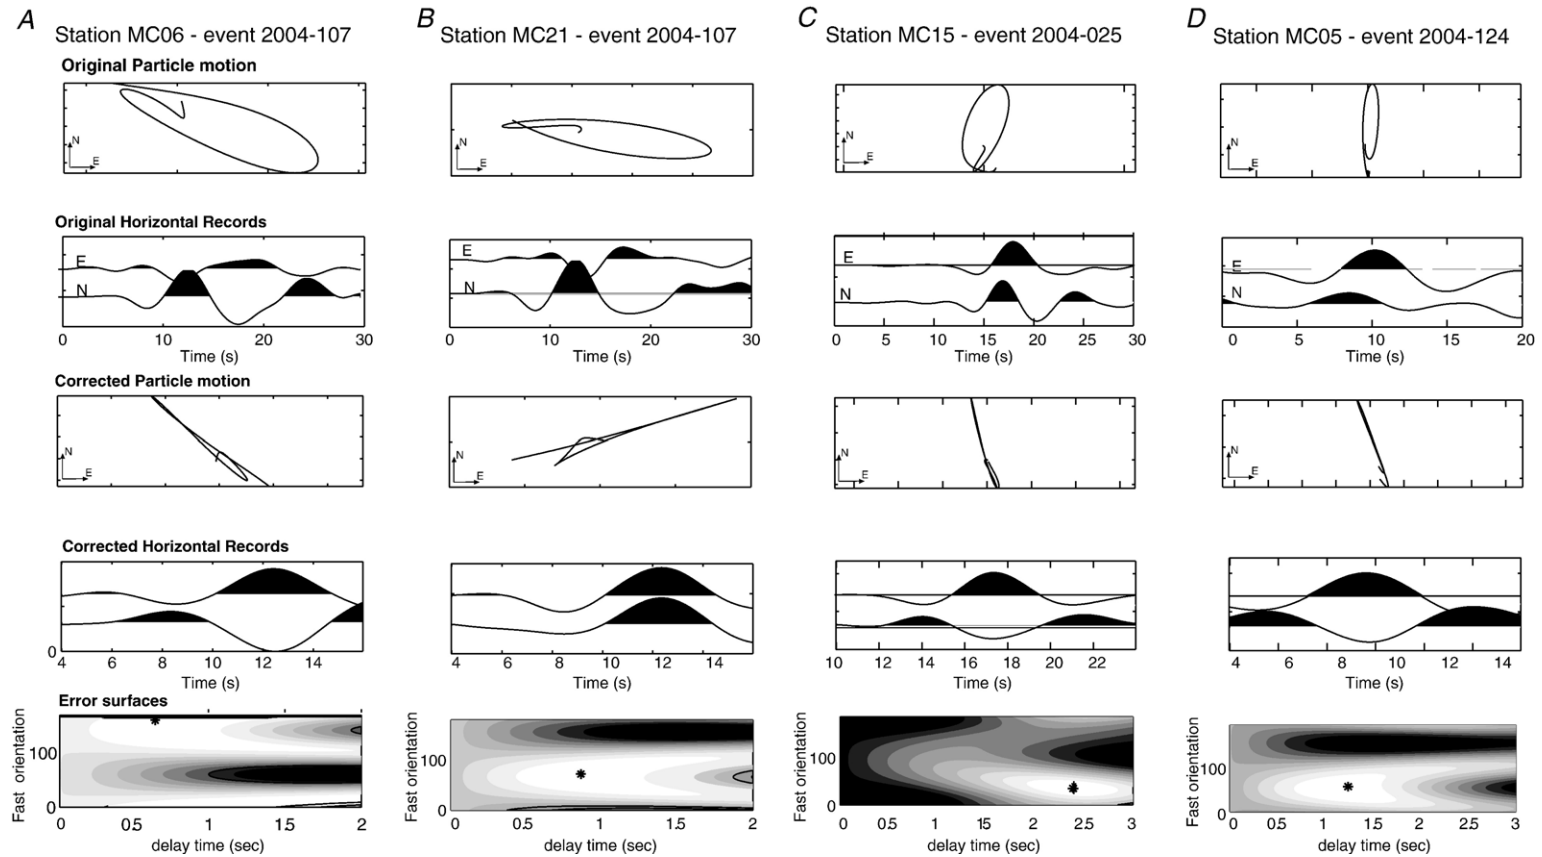 A B C D
Station MC06 - event 2004-107 Station MC21 - event 2004-107 Station MC15 - event 2004-025 Station MC05 - event 2004-124
Original Particle motion
N N N N
E E E E
Original Horizontal Records
E E E E
N N N N
0 10 20 30 0 10 20 30 0 5 10 15 20 25 30 0 5 10 15 20
Time (s) Time (s) Time (s) Time (s)
Corrected Particle motion
N N N N
E E E E
Corrected Horizontal Records
0
4 6 8 10 12 14 4 6 8 10 12 14 10 12 14 16 18 20 22 4 6 8 10 12 14
Time (s) Time (s) Time (s) Time (s)
Error surfaces
Fast orientation Fast orientation Fast orientation Fast orientation
100 100 100 100
0 0 0 0
0 0.5 1 1.5 2 0 0.5 1 1.5 2 0 0.5 1 1.5 2 2.5 3 0 0.5 1 1.5 2 2.5 3
delay time (sec) delay time (sec) delay time (sec) delay time (sec)